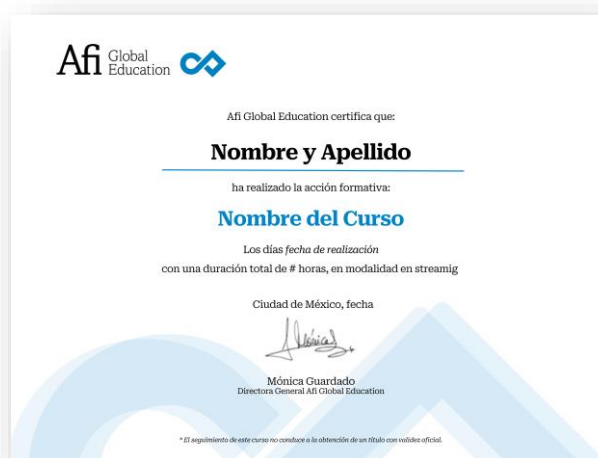 Afi Global
Education
Afi Global Education certifica que:
Nombre y Apellido
ha realizado la acción formativa:
Nombre del Curso
Los días fecha de realización
con una duración total de # horas, en modalidad en streamig
Ciudad de México, fecha
Mónica
Mónica Guardado
Directora General Afi Global Education
* El seguimiento de este curso no conduce a la obtención de un título con validez oficial.